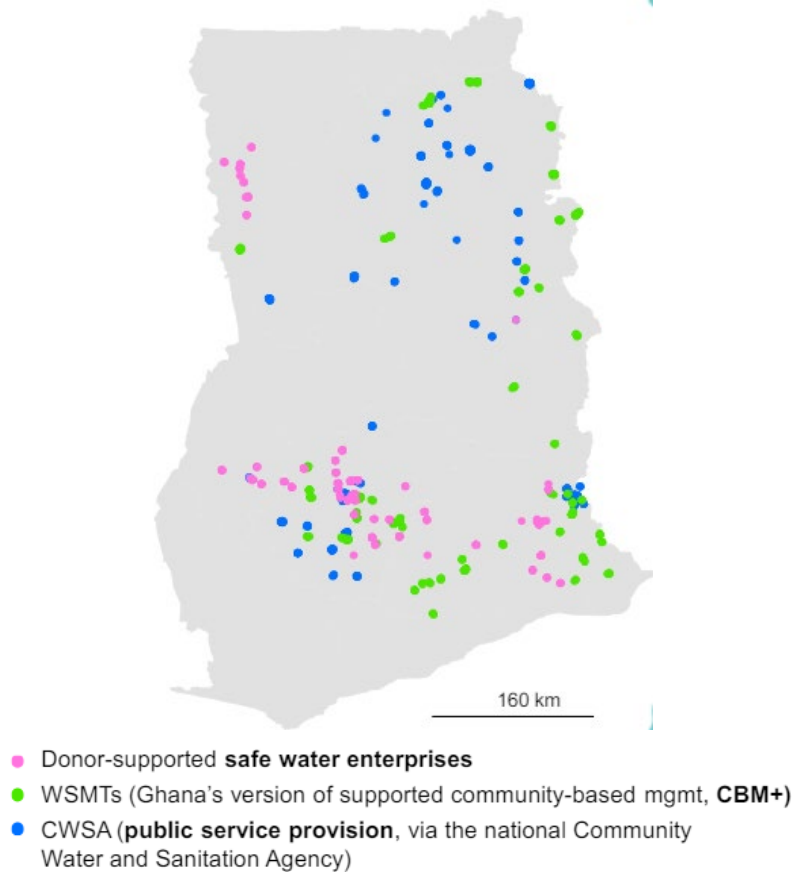 160 km
Donor-supported safe water enterprises
WSMTs (Ghana's version of supported community-based mgmt, CBM+)
CWSA (public service provision, via the national Community
Water and Sanitation Agency)